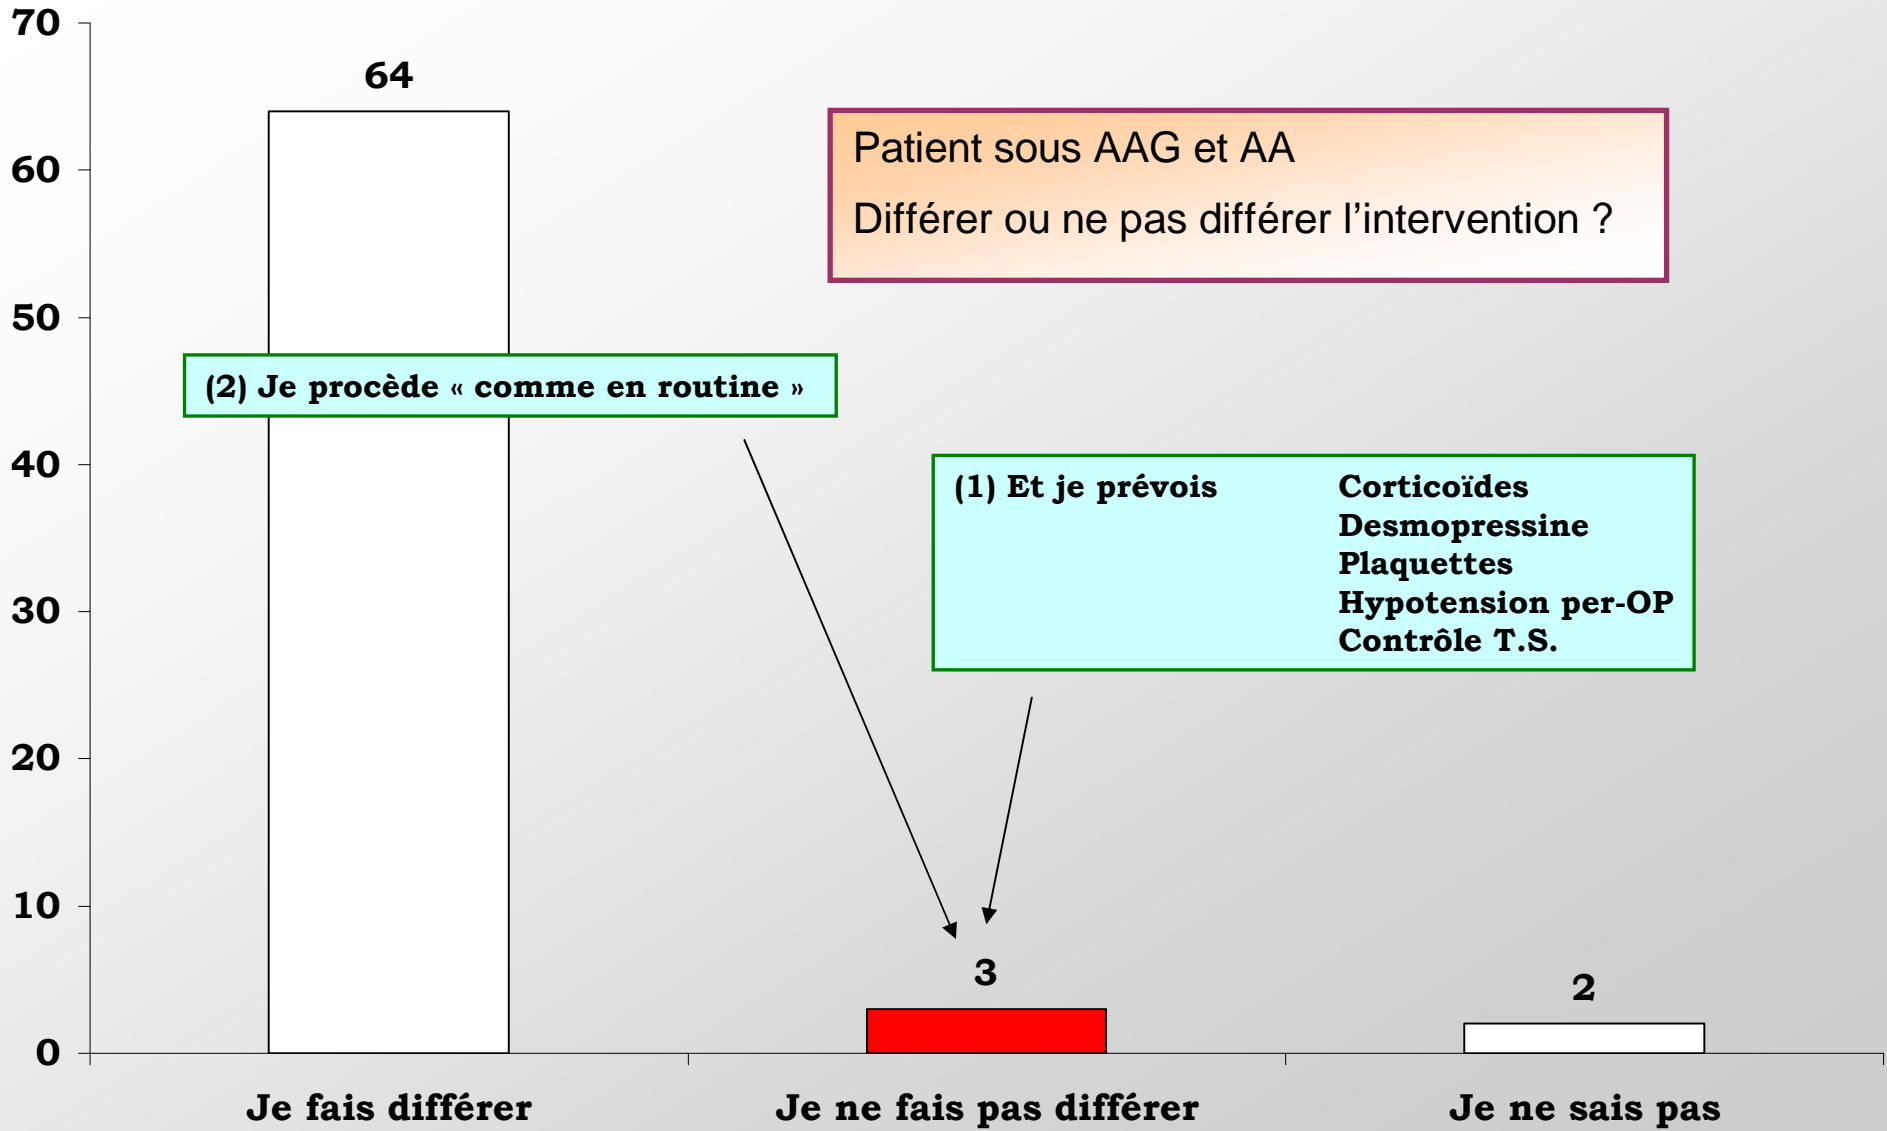 70
60
50
40
30
20
10
0
64
Patient sous AAG et AA
Différer ou ne pas différer l’intervention ?
(2) Je procède « comme en routine »
(1) Et je prévois Corticoïdes
Desmopressine
Plaquettes
Hypotension per-OP
Contrôle T.S.
3
2
Je fais différer
Je ne fais pas différer
Je ne sais pas